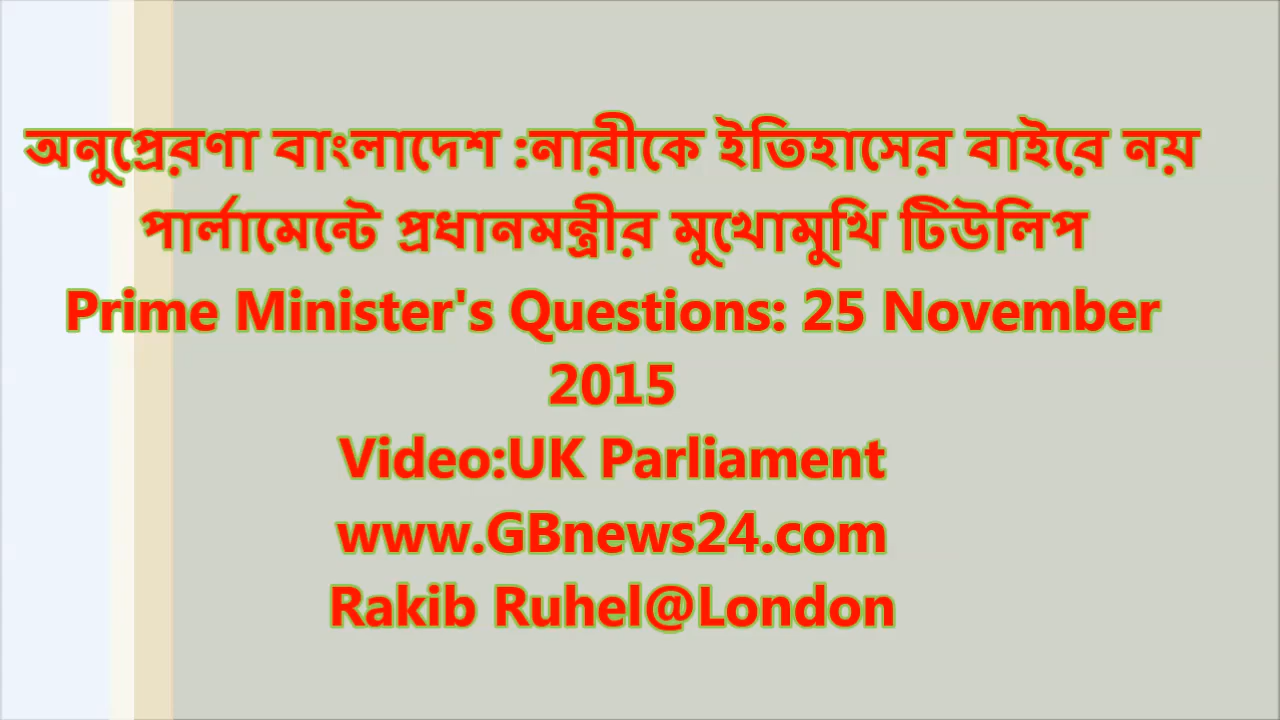 অনুপ্রেরণা বাংলাদেশ :নারীকে ইতিহাসের বাইরে নয়
পার্লামেন্টে প্রধানমন্ত্রীর মুখোমুখি টিউলিপ
Prime Minister's Questions: 25 November
2015
Video:UK Parliament
www.GBnews24.com
Rakib Ruhel@London